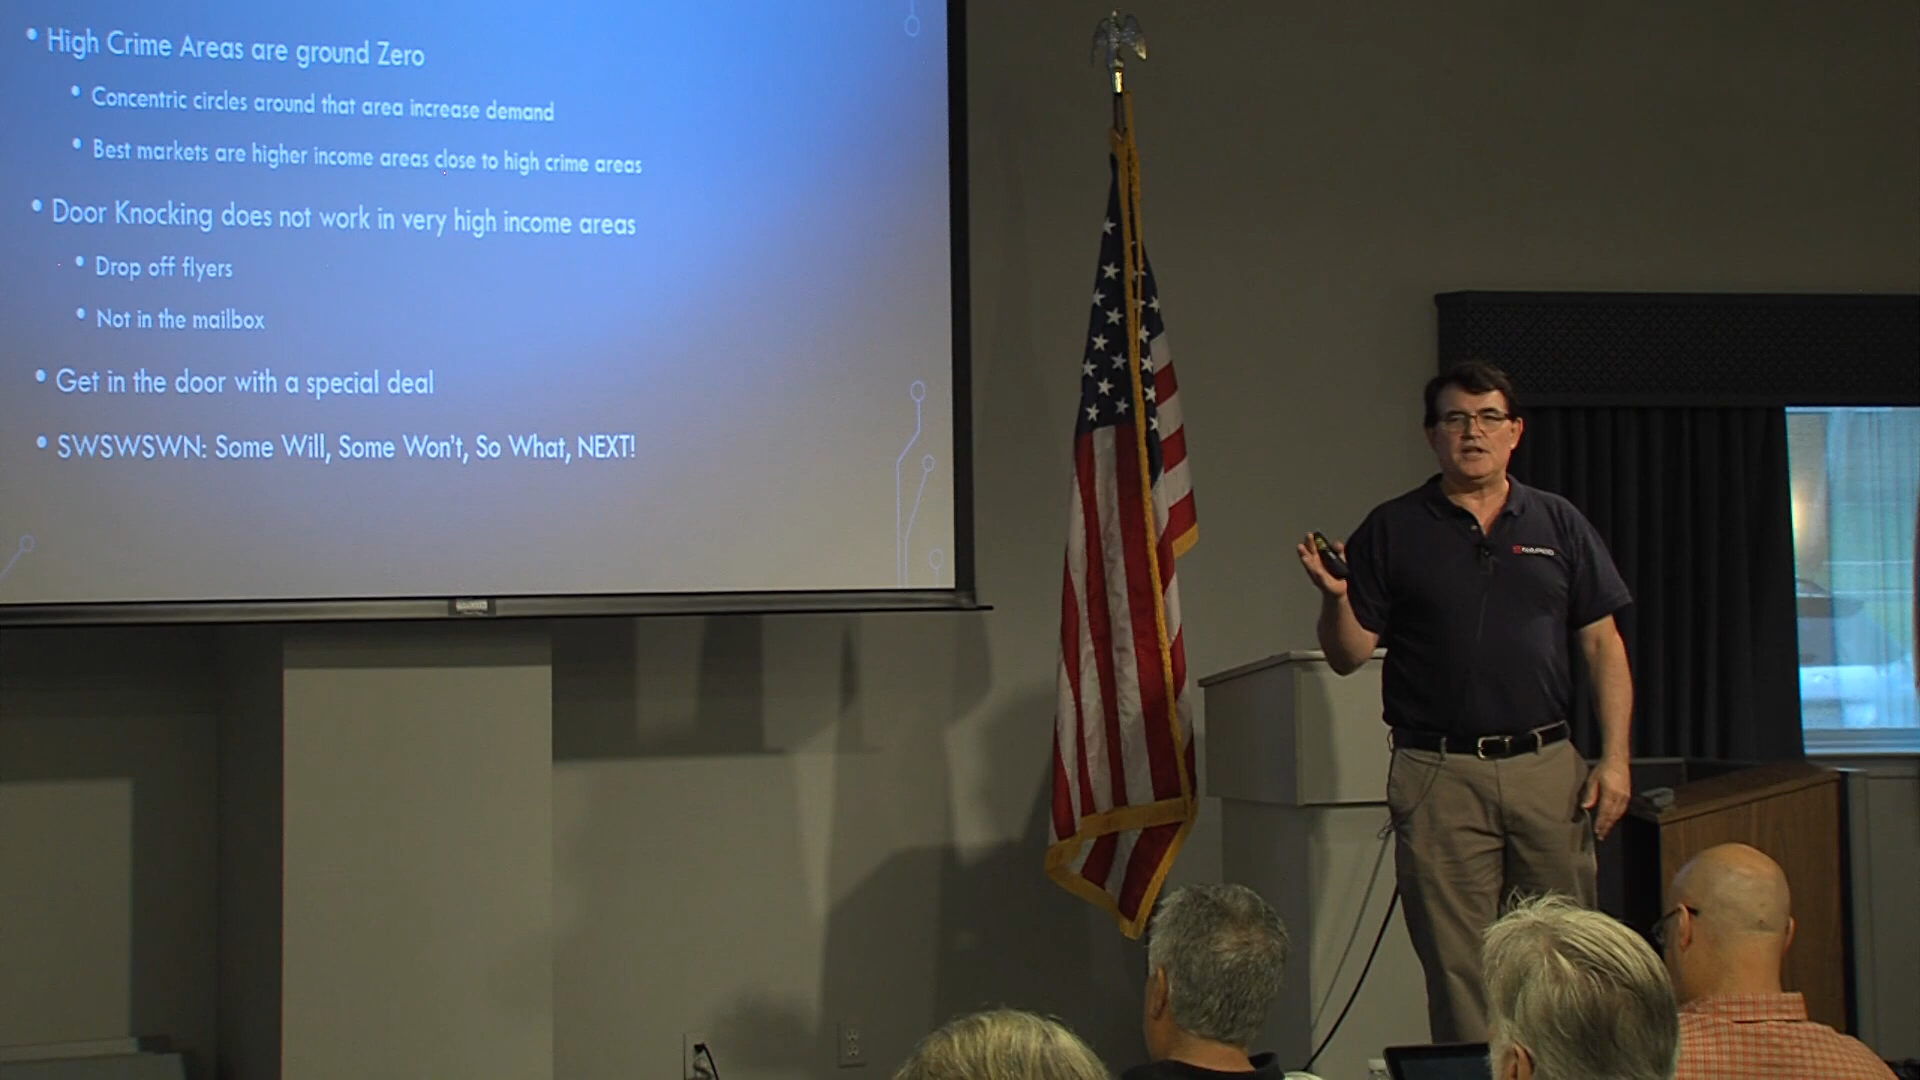 • High Crime Areas are ground Zero
• Concentric circles around that area increase demand
• Best markets are higher income areas close to high crime areas
• Door Knocking does not work in very high income areas
• Drop off flyers
• Not in the mailbox
• Get in the door with a special deal
• SWSWSWN: Some Will, Some Won't, So What, NEXT!
NAPCO